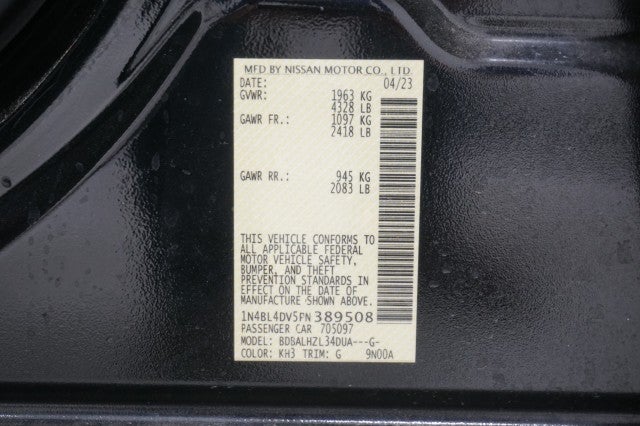 MFD BY NISSAN MOTOR CO., LTD.
DATE: 04/23
GVWR: 1963 KG
4328 LB
GAWR FR.: 1097 KG
2418 LB
GAWR RR.: 945 KG
2083 LB
THIS VEHICLE CONFORMS TO
ALL APPLICABLE FEDERAL
MOTOR VEHICLE SAFETY,
BUMPER, AND THEFT
PREVENTION STANDARDS IN
EFFECT ON THE DATE OF
MANUFACTURE SHOWN ABOVE.
1N4BL4DV5PN 389508
PASSENGER CAR 705097
MODEL: BDBALHZL34DUA---G-
COLOR: KH3 TRIM: G 9N00A